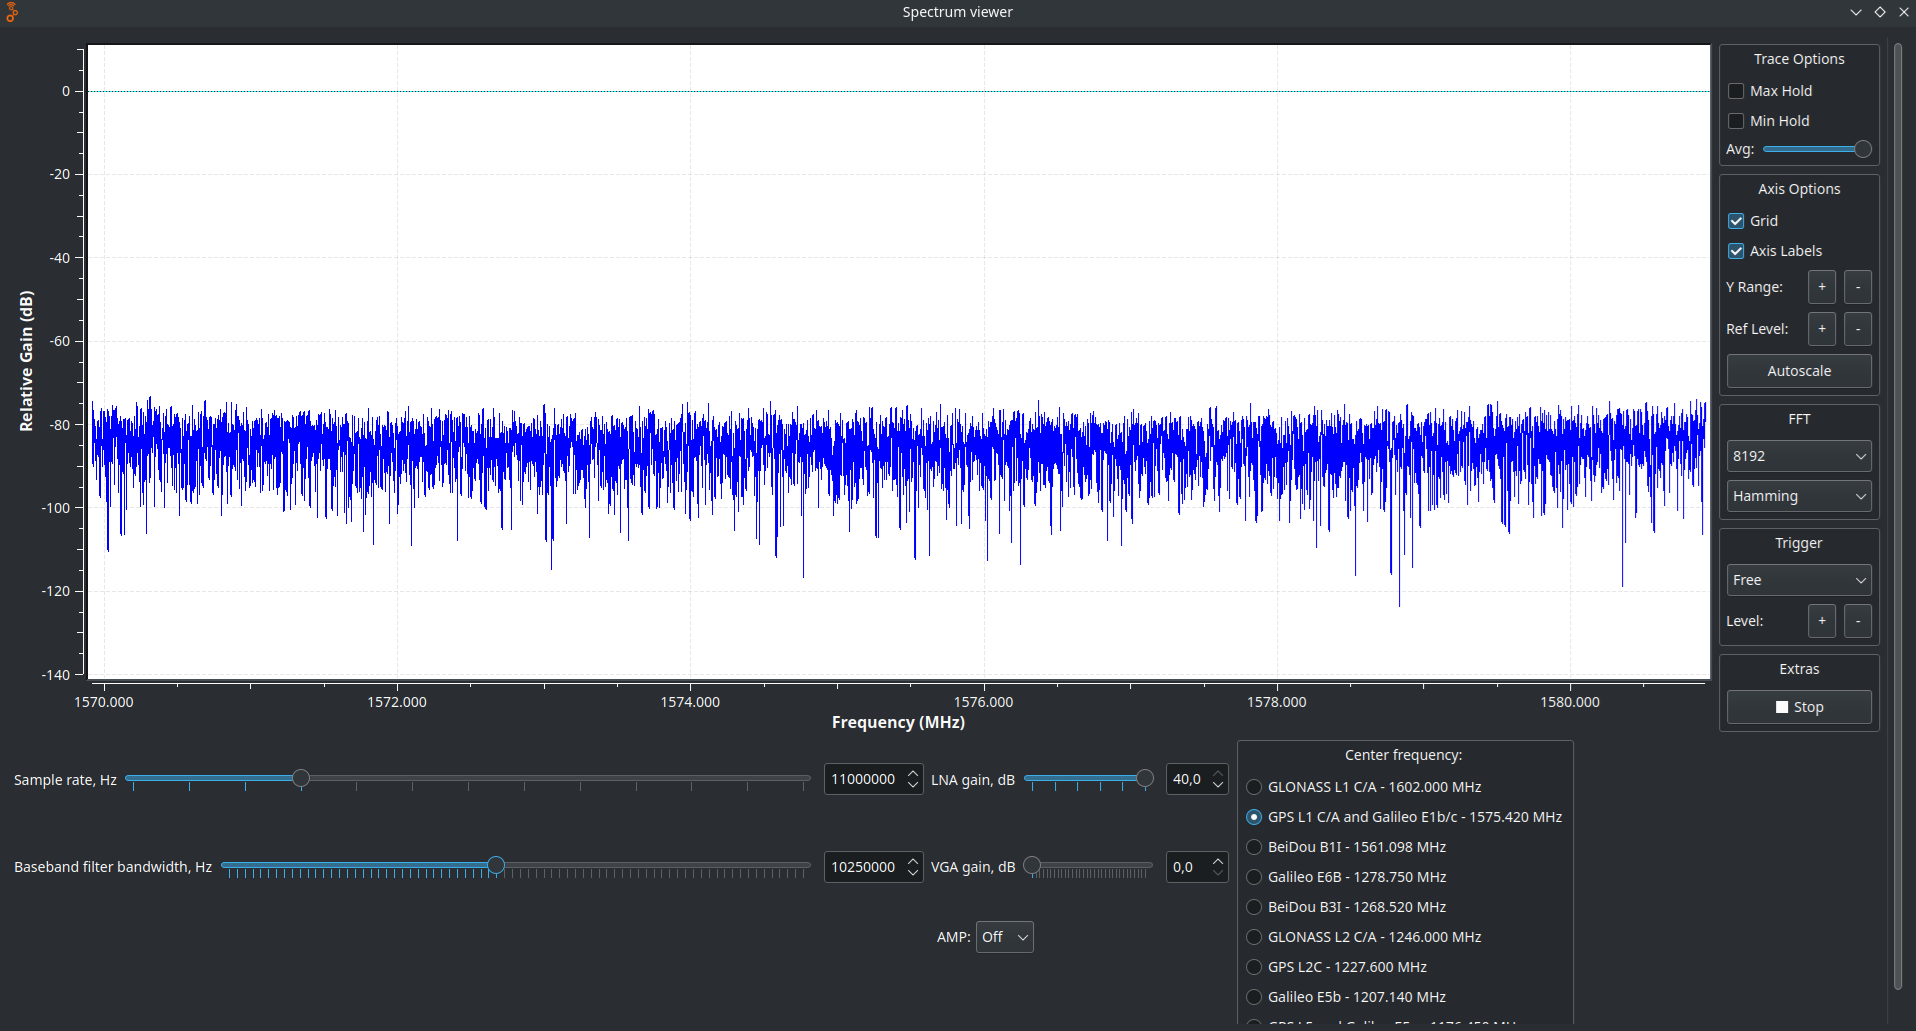 Spectrum viewer
Relative Gain (dB)
0
-20
-40
-60
-80
-100
-120
-140
1570.000 1572.000 1574.000 1576.000 1578.000 1580.000
Frequency (MHz)
Trace Options
Max Hold
Min Hold
Avg:
Axis Options
Grid
Axis Labels
Y Range: + -
Ref Level: + -
Autoscale
FFT
8192
Hamming
Trigger
Free
Level: + -
Extras
Stop
Sample rate, Hz 11000000 LNA gain, dB 40,0
Baseband filter bandwidth, Hz 10250000 VGA gain, dB 0,0
AMP: Off
Center frequency:
GLONASS L1 C/A - 1602.000 MHz
GPS L1 C/A and Galileo E1b/c - 1575.420 MHz
BeiDou B1I - 1561.098 MHz
Galileo E6B - 1278.750 MHz
BeiDou B3I - 1268.520 MHz
GLONASS L2 C/A - 1246.000 MHz
GPS L2C - 1227.600 MHz
Galileo E5b - 1207.140 MHz